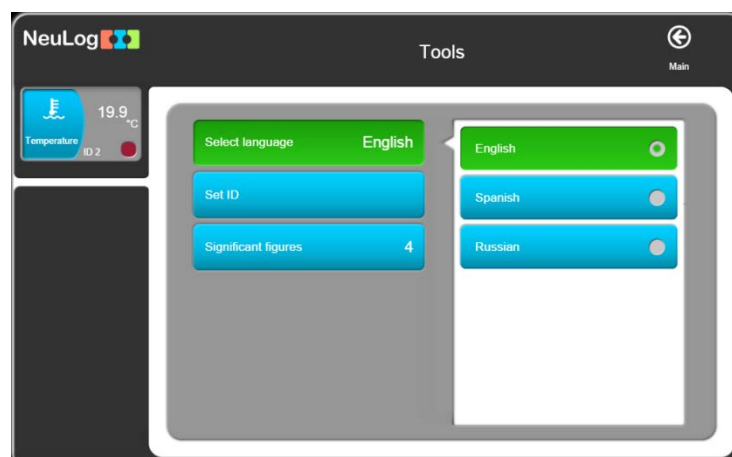 NeuLog
Tools
Main
19.9
°C
Temperature
ID 2
Select language English
Set ID
Significant figures 4
English
Spanish
Russian